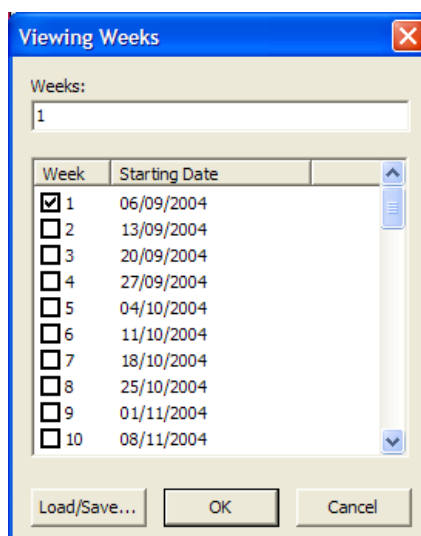 Viewing Weeks
Weeks:
1
Week Starting Date
1 06/09/2004
2 13/09/2004
3 20/09/2004
4 27/09/2004
5 04/10/2004
6 11/10/2004
7 18/10/2004
8 25/10/2004
9 01/11/2004
10 08/11/2004
Load/Save... OK Cancel